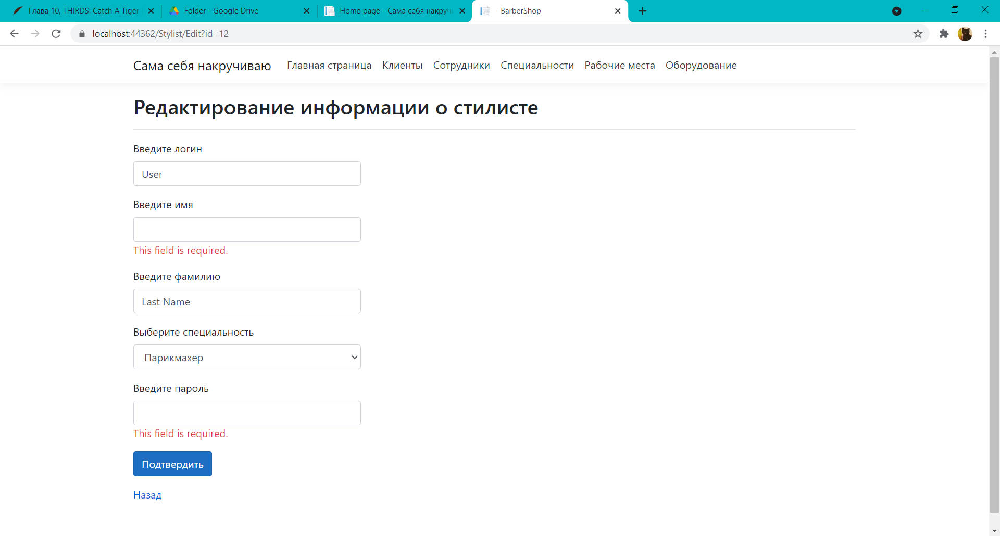 Глава 10, THIRDS: Catch A Tiger
Folder - Google Drive
Home page - Сама себя накруч
- BarberShop
localhost:44362/Stylist/Edit?id=12
Сама себя накручиваю
Главная страница
Клиенты
Сотрудники
Специальности
Рабочие места
Оборудование
Редактирование информации о стилисте
Введите логин
User
Введите имя
This field is required.
Введите фамилию
Last Name
Выберите специальность
Парикмахер
Введите пароль
This field is required.
Подтвердить
Назад